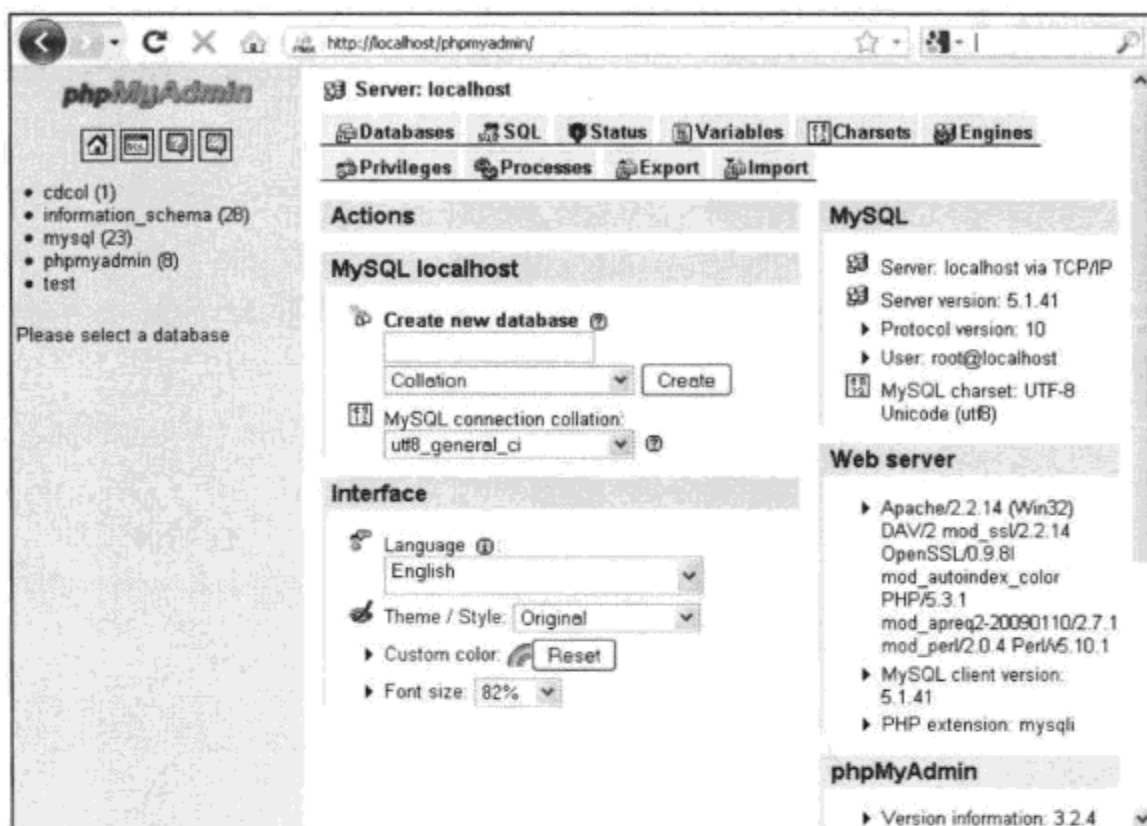 http://localhost/phpmyadmin/
phpMyAdmin
SQL
cdcol (1)
information_schema (28)
mysql (23)
phpmyadmin (8)
test
Please select a database
Server: localhost
Databases SQL Status Variables Charsets Engines
Privileges Processes Export Import
Actions
MySQL localhost
Create new database
Collation Create
MySQL connection collation:
utf8_general_ci
Interface
Language :
English
Theme / Style: Original
Custom color: Reset
Font size: 82%
MySQL
Server: localhost via TCP/IP
Server version: 5.1.41
Protocol version: 10
User: root@localhost
MySQL charset: UTF-8
Unicode (utf8)
Web server
Apache/2.2.14 (Win32)
DAV/2 mod_ssl/2.2.14
OpenSSL/0.9.8l
mod_autoindex_color
PHP/5.3.1
mod_apreq2-20090110/2.7.1
mod_perl/2.0.4 Perl/v5.10.1
MySQL client version:
5.1.41
PHP extension: mysqli
phpMyAdmin
Version information: 3.2.4